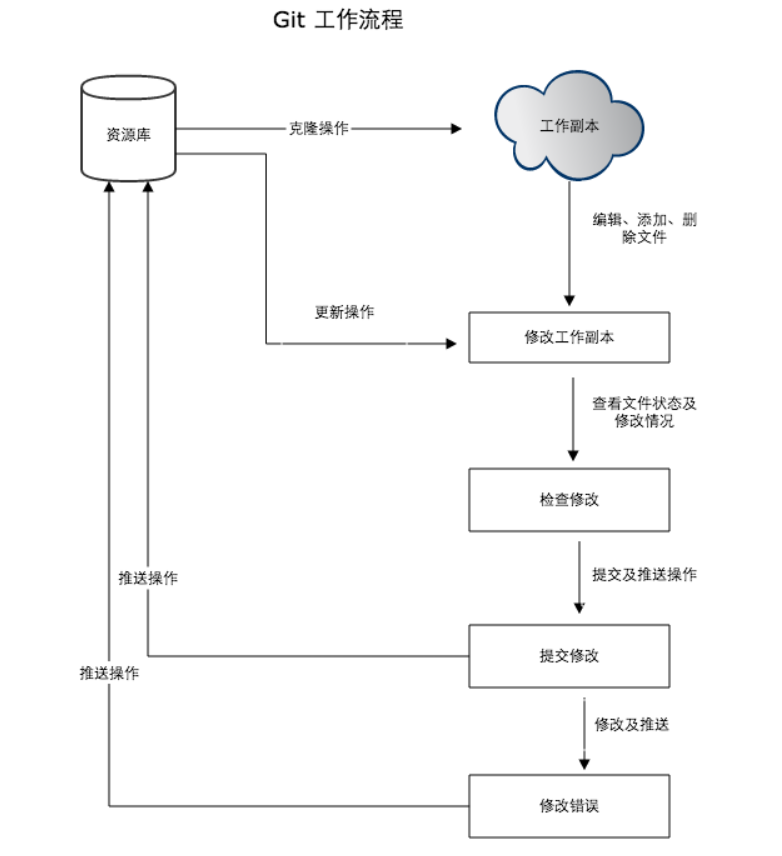 Git 工作流程
资源库
克隆操作
工作副本
编辑、添加、删
除文件
更新操作
修改工作副本
查看文件状态及
修改情况
检查修改
推送操作
提交及推送操作
提交修改
推送操作
修改及推送
修改错误